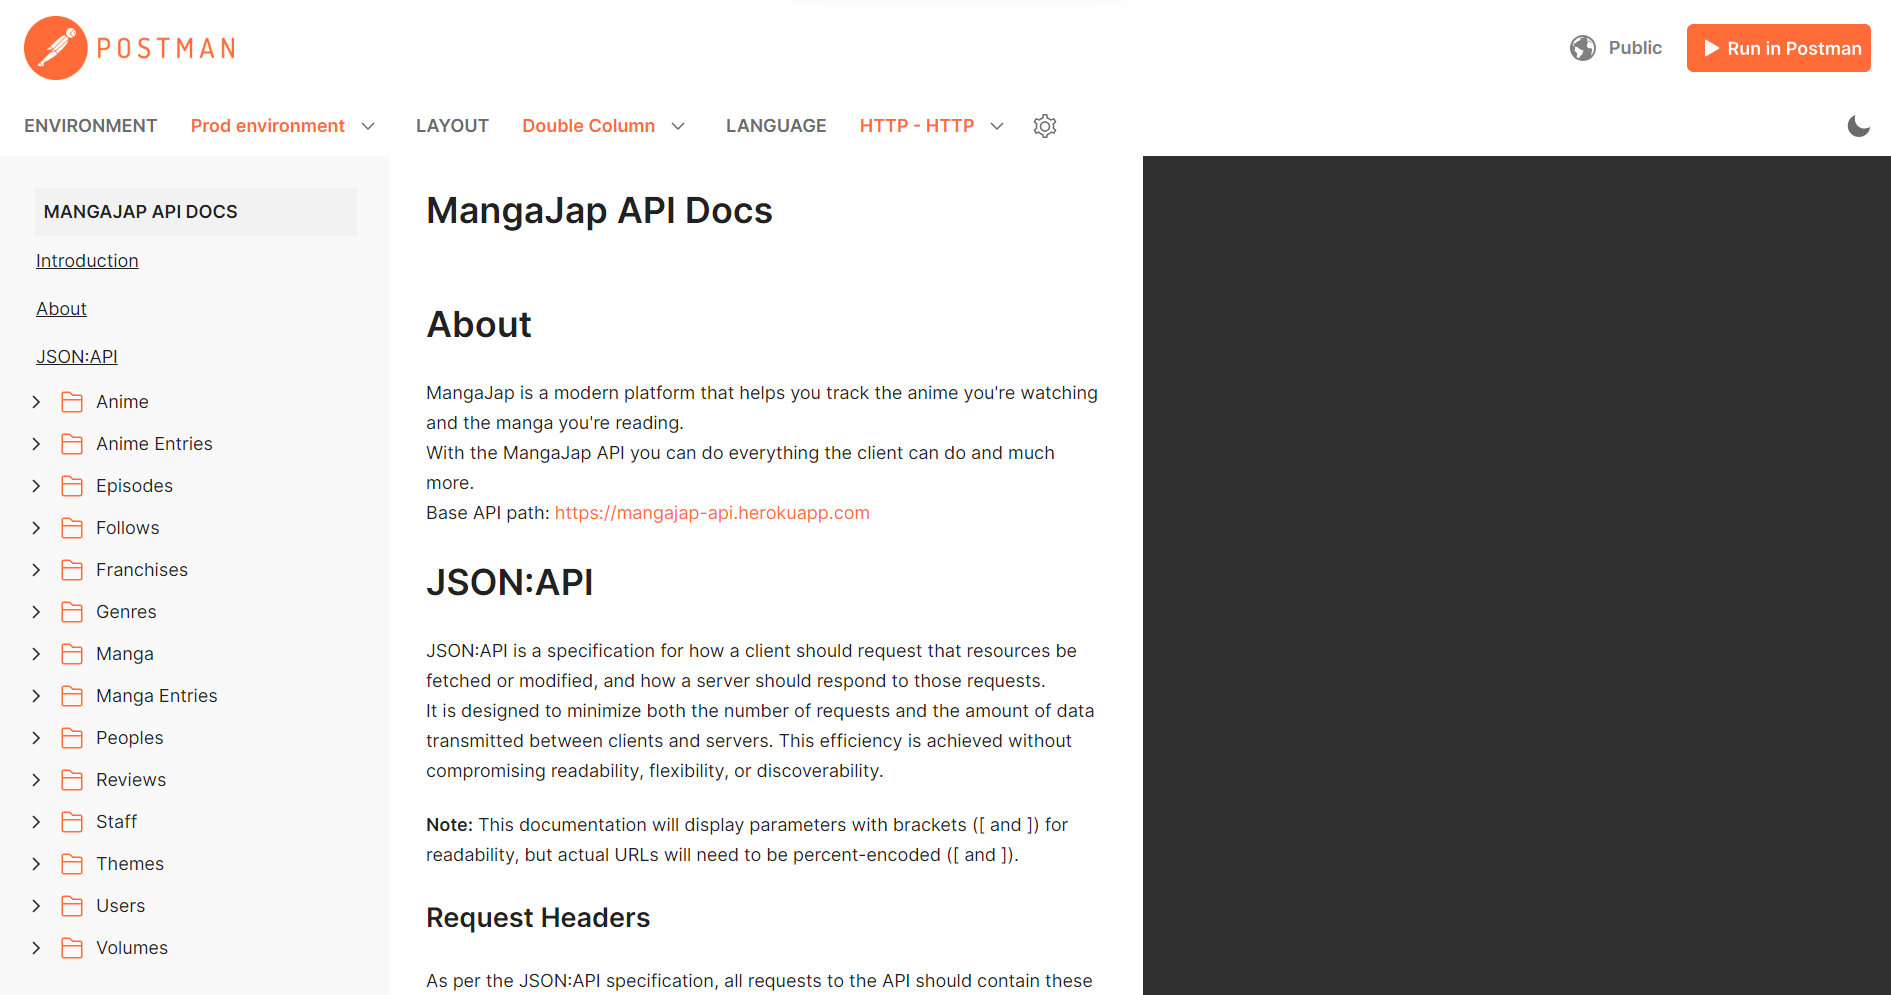 POSTMAN
Public
Run in Postman
ENVIRONMENT Prod environment LAYOUT Double Column LANGUAGE HTTP - HTTP
MANGAJAP API DOCS
Introduction
About
JSON:API
Anime
Anime Entries
Episodes
Follows
Franchises
Genres
Manga
Manga Entries
Peoples
Reviews
Staff
Themes
Users
Volumes
MangaJap API Docs
About
MangaJap is a modern platform that helps you track the anime you're watching
and the manga you're reading.
With the MangaJap API you can do everything the client can do and much
more.
Base API path: https://mangajap-api.herokuapp.com
JSON:API
JSON:API is a specification for how a client should request that resources be
fetched or modified, and how a server should respond to those requests.
It is designed to minimize both the number of requests and the amount of data
transmitted between clients and servers. This efficiency is achieved without
compromising readability, flexibility, or discoverability.
Note: This documentation will display parameters with brackets ([ and ]) for
readability, but actual URLs will need to be percent-encoded ([ and ]).
Request Headers
As per the JSON:API specification, all requests to the API should contain these